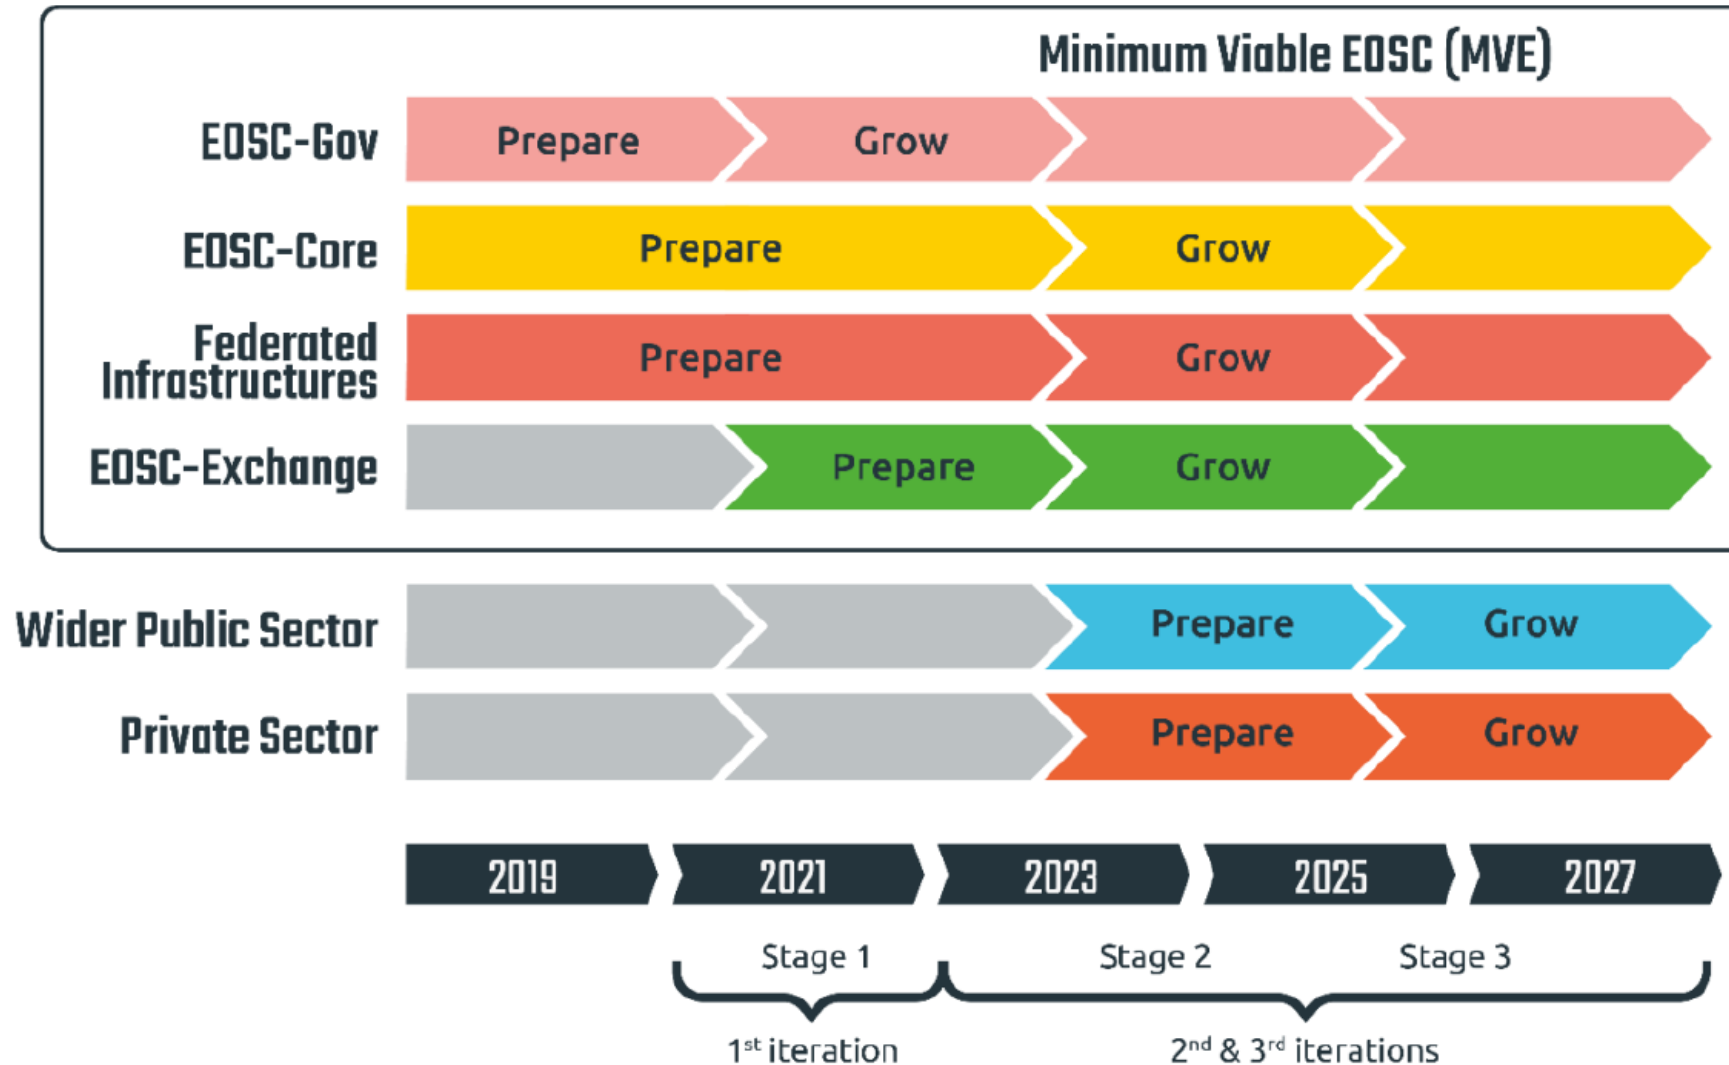 Minimum Viable EOSC (MVE)
EOSC-Gov
Prepare
Grow
EOSC-Core
Prepare
Grow
Federated
Infrastructures
Prepare
Grow
EOSC-Exchange
Prepare
Grow
Wider Public Sector
Prepare
Grow
Private Sector
Prepare
Grow
2019
2021
2023
2025
2027
Stage 1
Stage 2
Stage 3
1st iteration
2nd & 3rd iterations